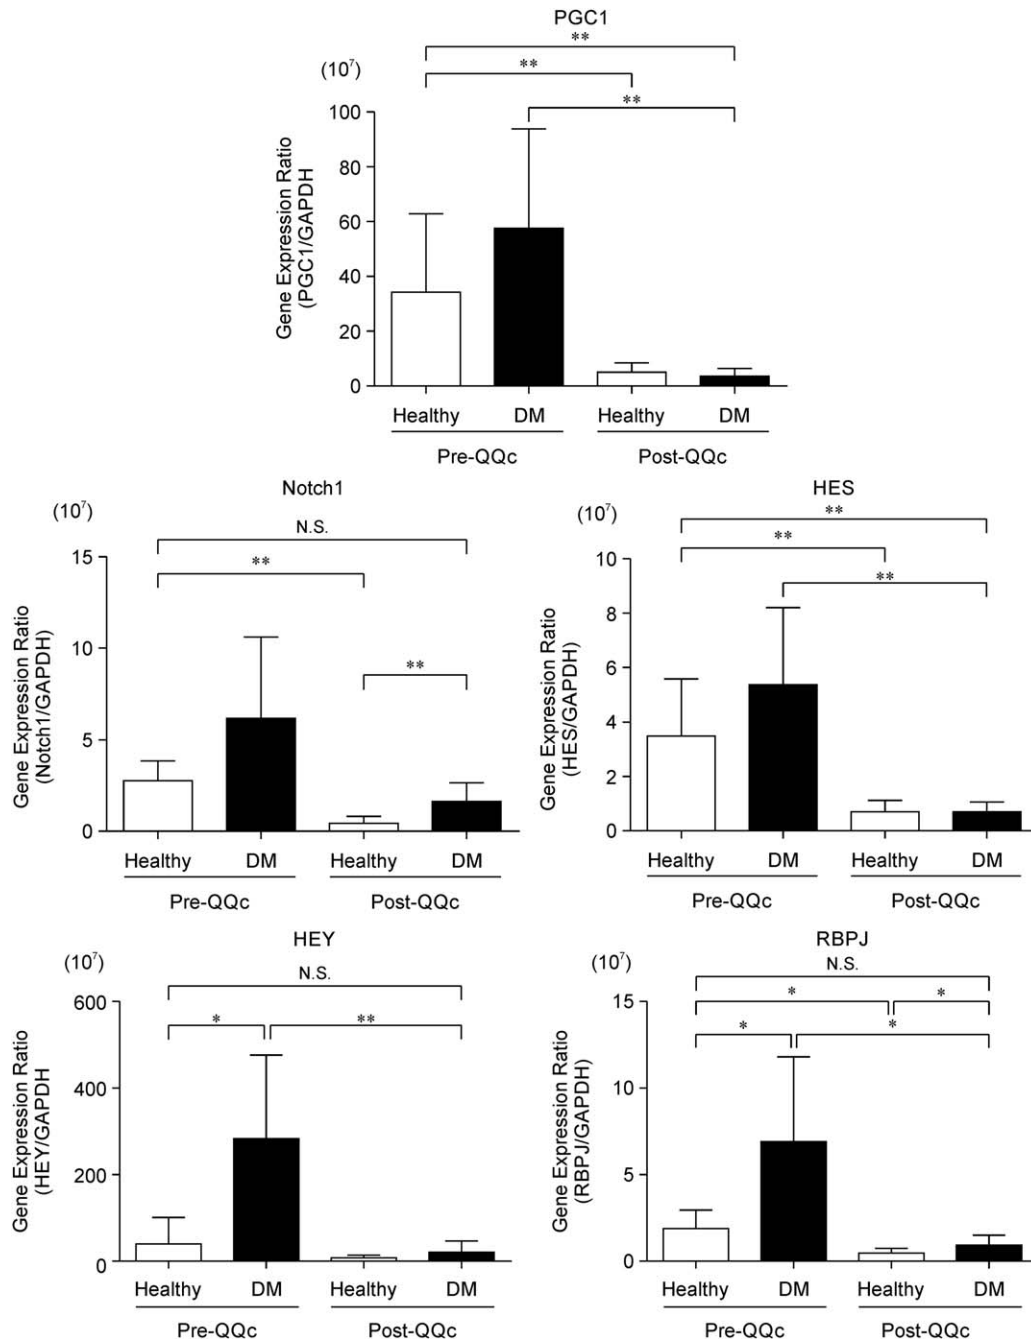 PGC1
**
(10⁷)
**
**
100
80
60
40
20
0
Gene Expression Ratio
(PGC1/GAPDH
Healthy DM Healthy DM
Pre-QQc Post-QQc
Notch1
(10⁷)
N.S.
**
**
15
10
5
0
Gene Expression Ratio
(Notch1/GAPDH)
Healthy DM Healthy DM
Pre-QQc Post-QQc
HES
(10⁷)
**
**
**
10
8
6
4
2
0
Gene Expression Ratio
(HES/GAPDH)
Healthy DM Healthy DM
Pre-QQc Post-QQc
HEY
(10⁷)
N.S.
* **
600
400
200
0
Gene Expression Ratio
(HEY/GAPDH
Healthy DM Healthy DM
Pre-QQc Post-QQc
RBPJ
(10⁷)
N.S.
* *
* *
15
10
5
0
Gene Expression Ratio
(RBPJ/GAPDH)
Healthy DM Healthy DM
Pre-QQc Post-QQc